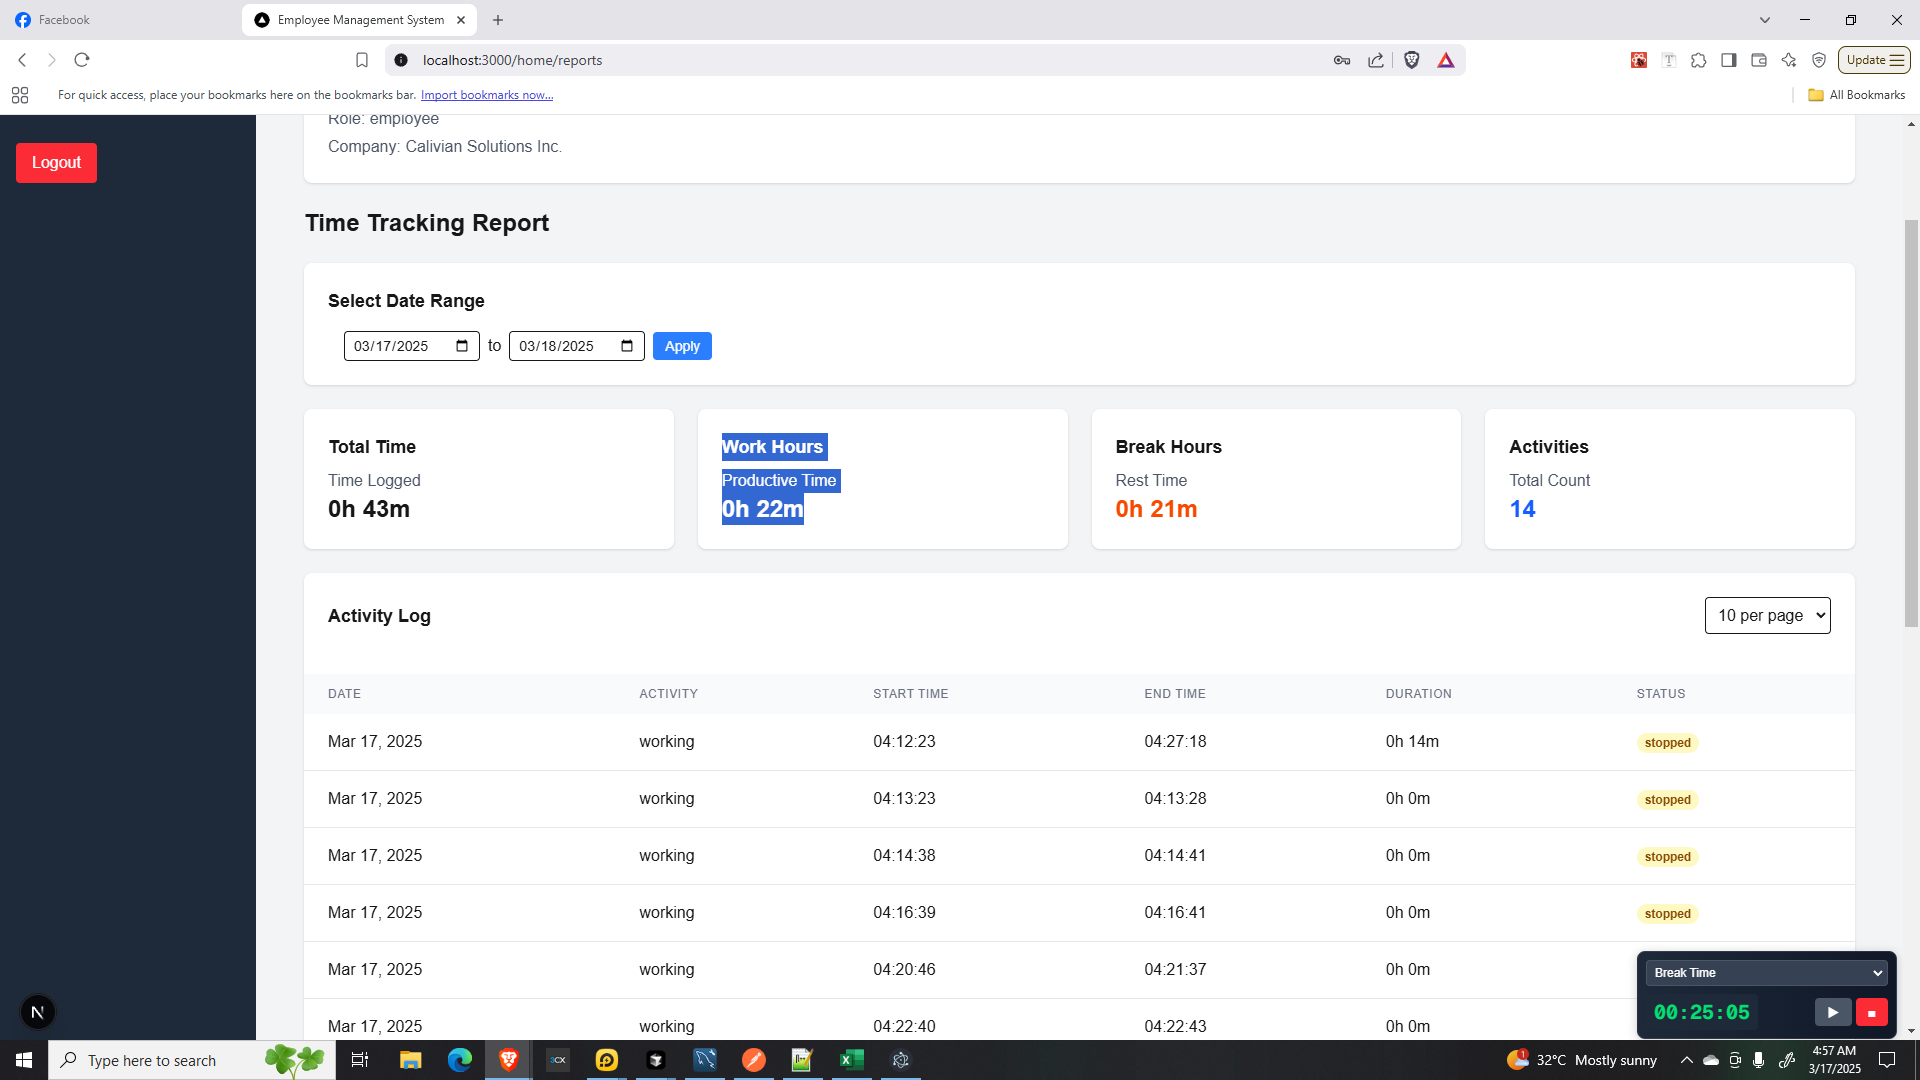 Facebook
Employee Management System
localhost:3000/home/reports
Update
For quick access, place your bookmarks here on the bookmarks bar. Import bookmarks now...
All Bookmarks
Logout
Role: employee
Company: Calivian Solutions Inc.
Time Tracking Report
Select Date Range
03/17/2025 to 03/18/2025 Apply
Total Time
Time Logged
0h 43m
Work Hours
Productive Time
0h 22m
Break Hours
Rest Time
0h 21m
Activities
Total Count
14
Activity Log
10 per page
DATE ACTIVITY START TIME END TIME DURATION STATUS
Mar 17, 2025 working 04:12:23 04:27:18 0h 14m stopped
Mar 17, 2025 working 04:13:23 04:13:28 0h 0m stopped
Mar 17, 2025 working 04:14:38 04:14:41 0h 0m stopped
Mar 17, 2025 working 04:16:39 04:16:41 0h 0m stopped
Mar 17, 2025 working 04:20:46 04:21:37 0h 0m
Mar 17, 2025 working 04:22:40 04:22:43 0h 0m
Break Time
00:25:05
N
Type here to search
1
32°C Mostly sunny
4:57 AM
3/17/2025